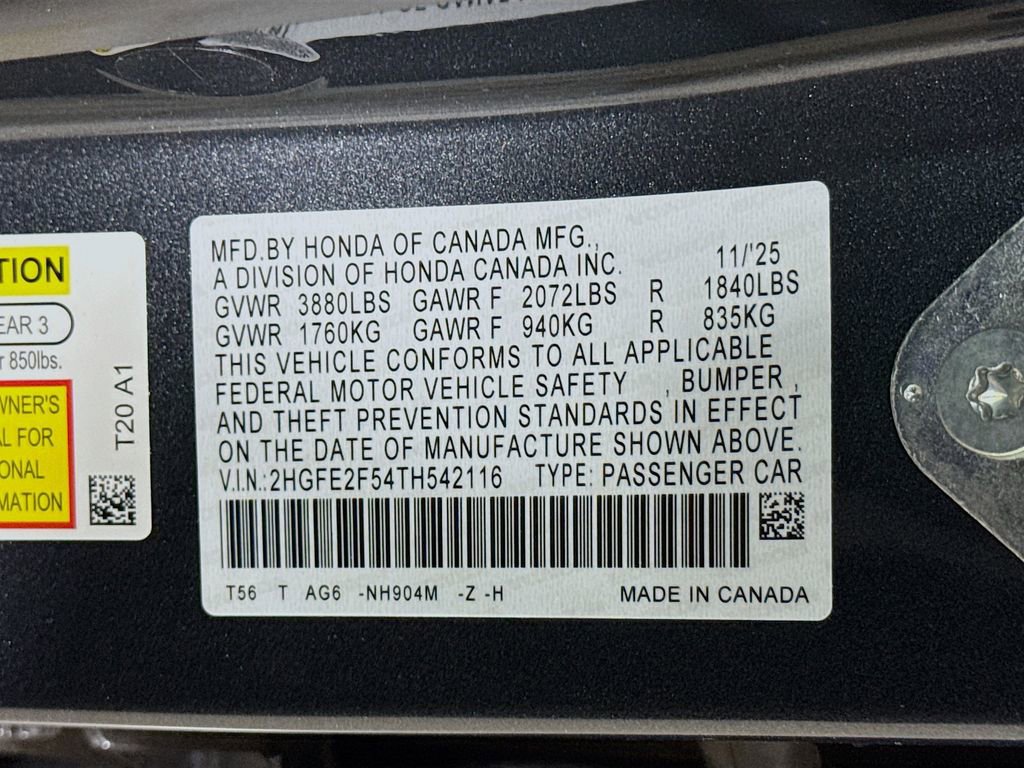 TION
EAR 3
r 850lbs.
WNER'S
AL FOR
ONAL
MATION
T20 A1
MFD.BY HONDA OF CANADA MFG.,
A DIVISION OF HONDA CANADA INC. 11/'25
GVWR 3880LBS GAWR F 2072LBS R 1840LBS
GVWR 1760KG GAWR F 940KG R 835KG
THIS VEHICLE CONFORMS TO ALL APPLICABLE
FEDERAL MOTOR VEHICLE SAFETY , BUMPER ,
AND THEFT PREVENTION STANDARDS IN EFFECT
ON THE DATE OF MANUFACTURE SHOWN ABOVE.
V.I.N.:2HGFE2F54TH542116 TYPE: PASSENGER CAR
T56 T AG6 -NH904M -Z -H MADE IN CANADA